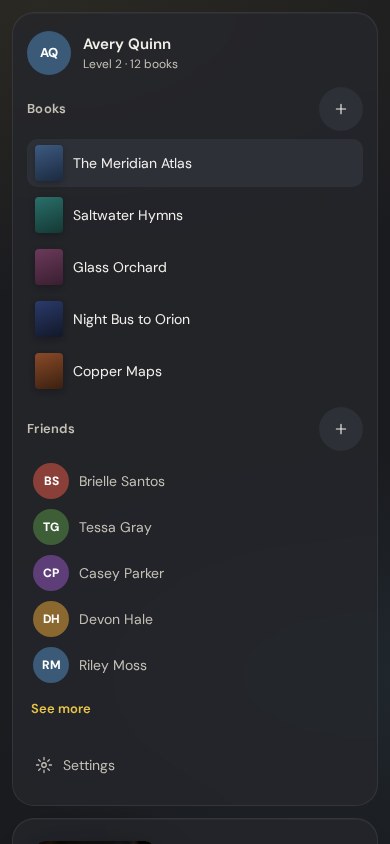 AQ
Avery Quinn
Level 2 · 12 books
Books
+
The Meridian Atlas
Saltwater Hymns
Glass Orchard
Night Bus to Orion
Copper Maps
Friends
+
BS Brielle Santos
TG Tessa Gray
CP Casey Parker
DH Devon Hale
RM Riley Moss
See more
Settings